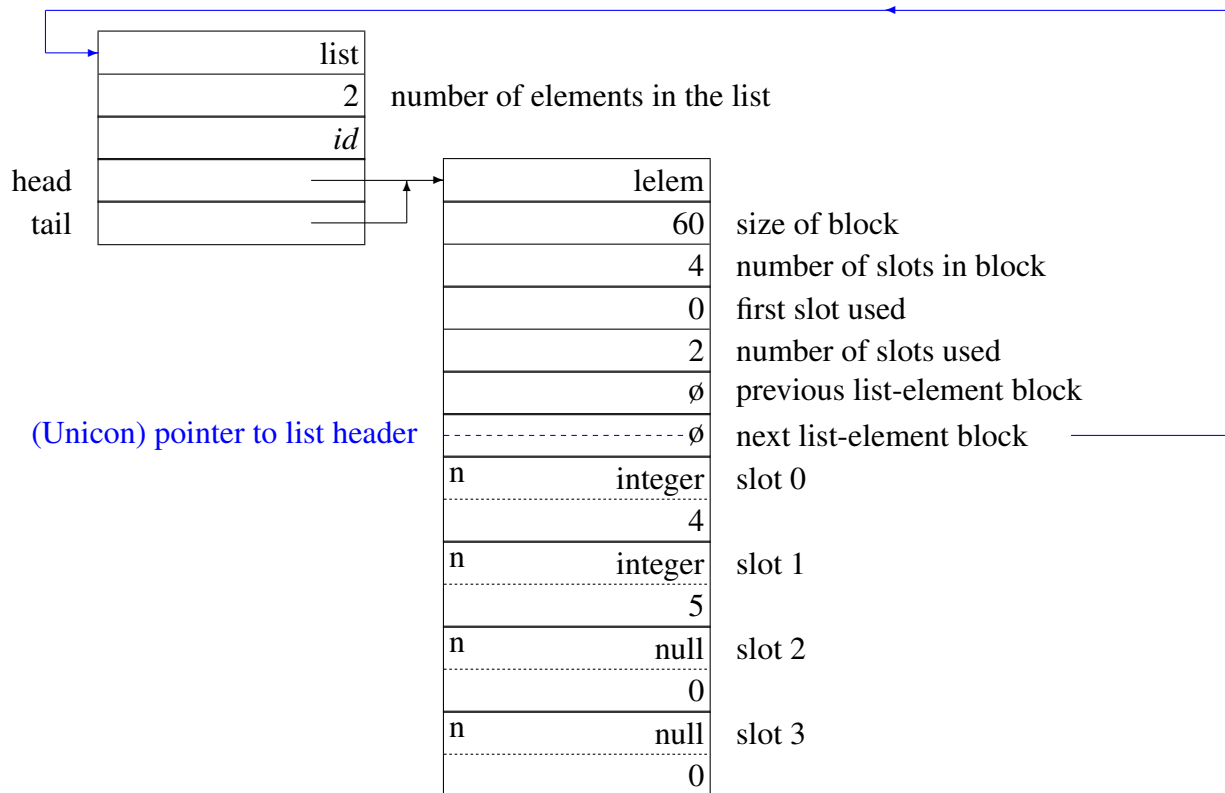 list
2 number of elements in the list
id
head lelem
tail 60 size of block
4 number of slots in block
0 first slot used
2 number of slots used
ø previous list-element block
(Unicon) pointer to list header ø next list-element block
n integer slot 0
4
n integer slot 1
5
n null slot 2
0
n null slot 3
0